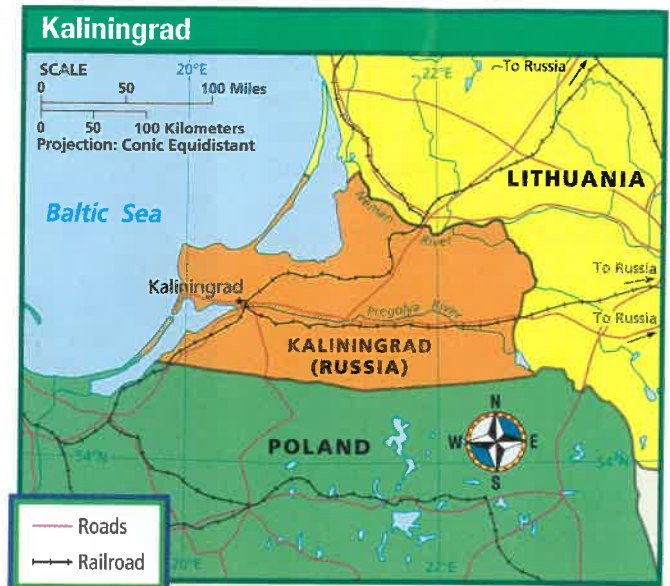 Kaliningrad
SCALE
20°E
22°E
To Russia
0 50 100 Miles
0 50 100 Kilometers
Projection: Conic Equidistant
LITHUANIA
Baltic Sea
Neman
River
To Russia
Kaliningrad
Pregolya River
To Russia
KALININGRAD
(RUSSIA)
N
POLAND
W E
S
54°N
54°N
Roads
Railroad
20°E
22°E